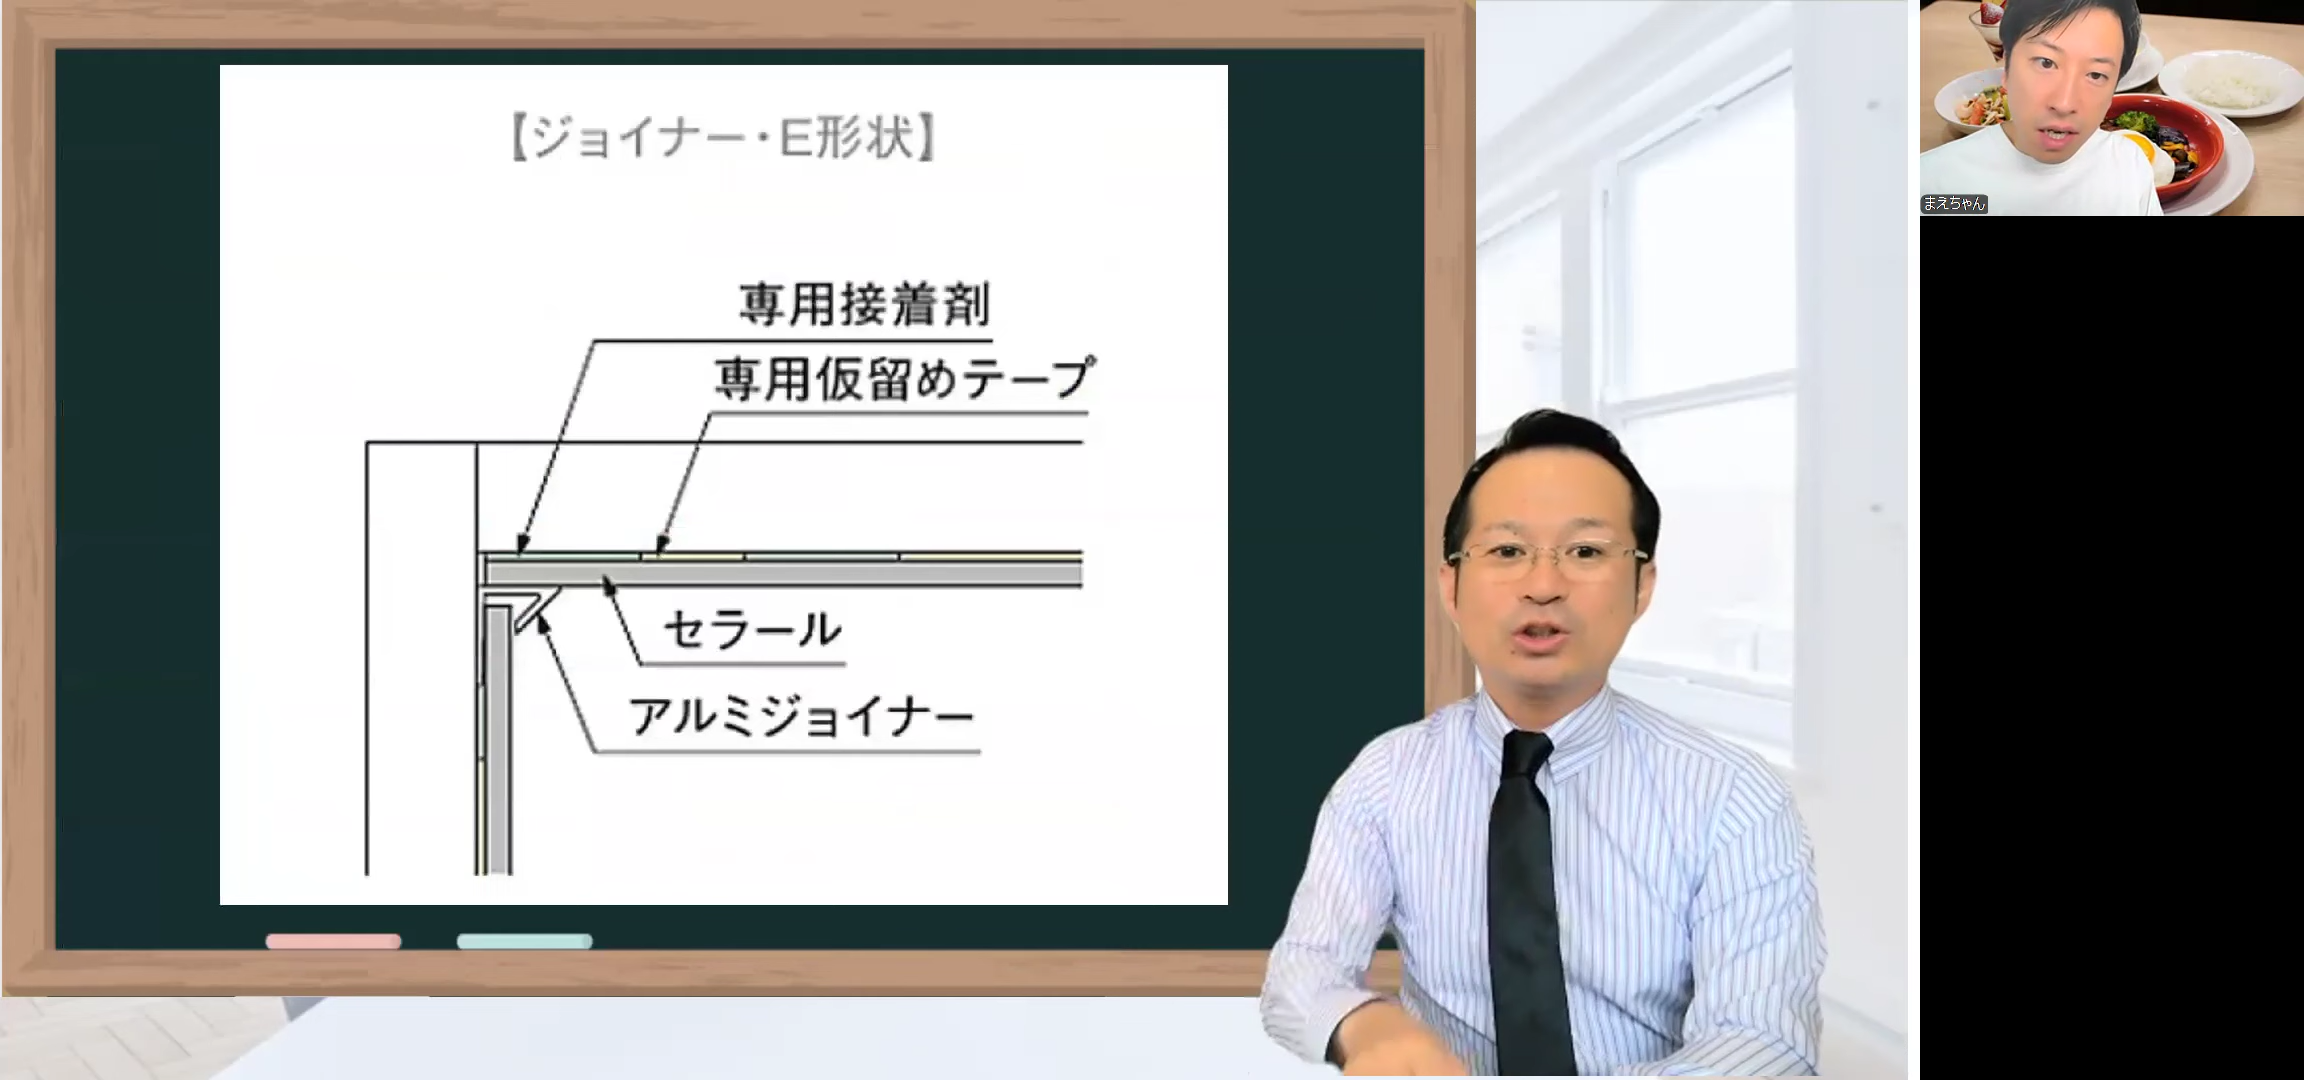 【ジョイナー・E形状】
専用接着剤
専用仮留めテープ
セラール
アルミジョイナー
まえちゃん